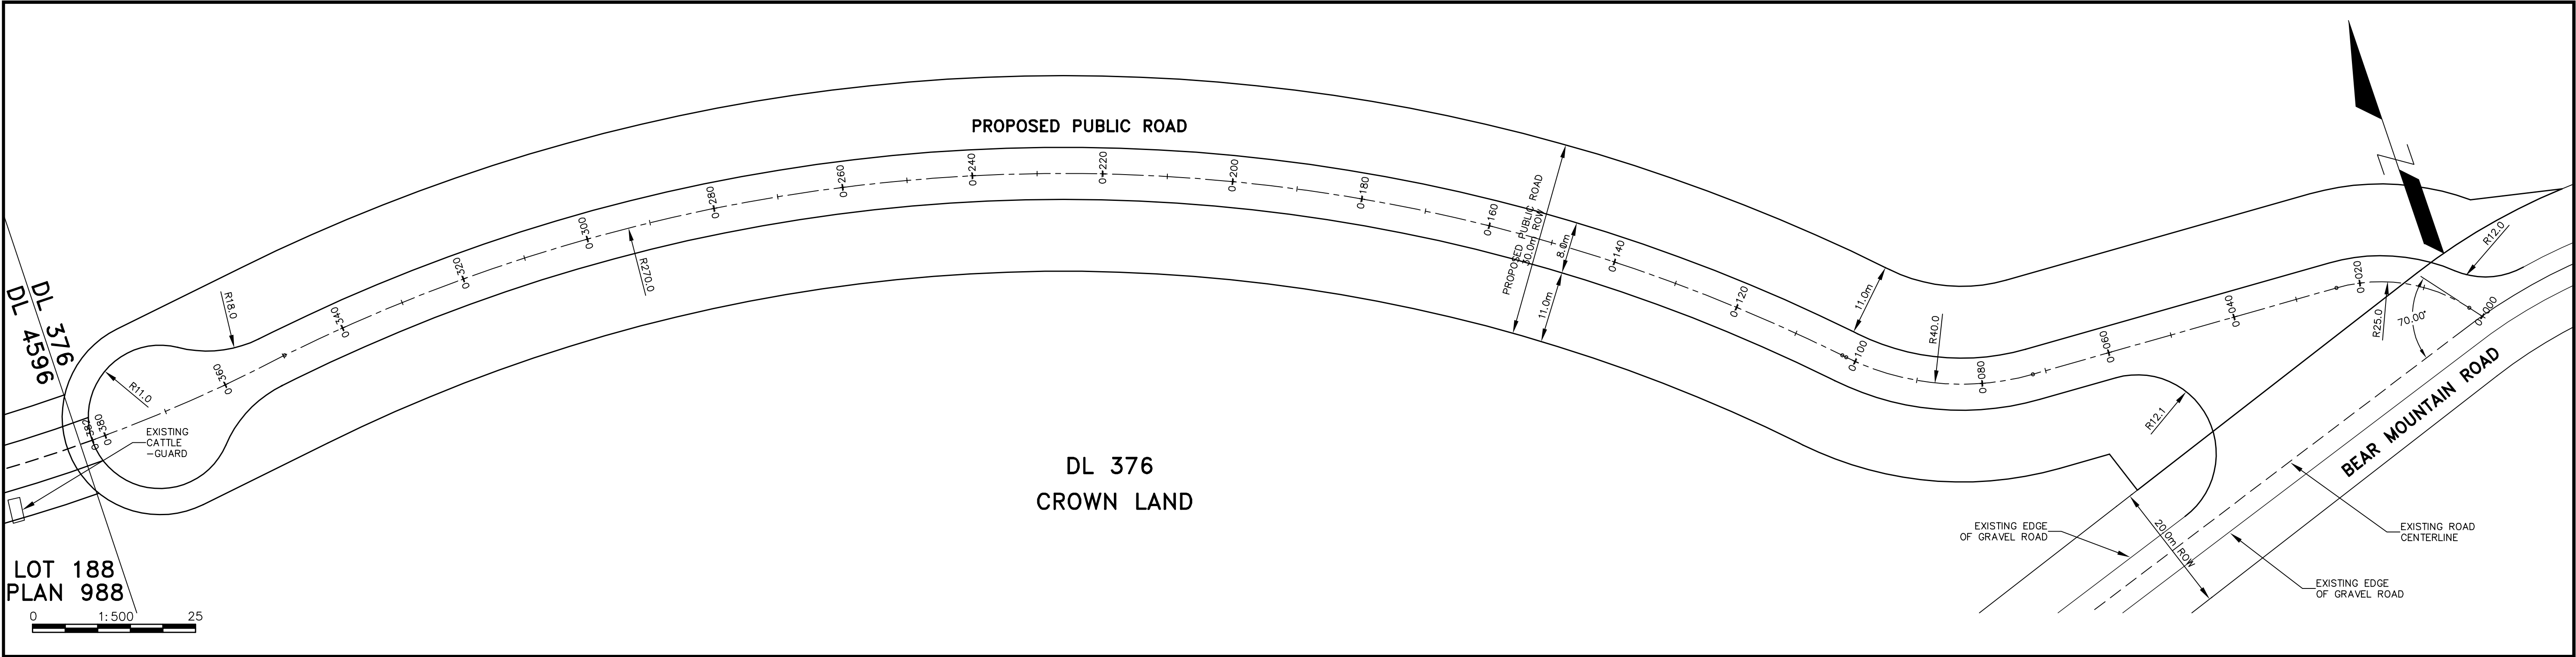 PROPOSED PUBLIC ROAD
0+000
0+020
0+040
0+060
0+080
0+100
0+120
0+140
0+160
0+180
0+200
0+220
0+240
0+260
0+280
0+300
0+320
0+340
0+360
0+380
0+382
R18.0
R11.0
R270.0
PROPOSED PUBLIC ROAD
30.0m ROW
8.0m
11.0m
11.0m
R40.0
R25.0
70.00°
R12.0
R12.1
DL 376
DL 4596
EXISTING
CATTLE
-GUARD
DL 376
CROWN LAND
BEAR MOUNTAIN ROAD
EXISTING EDGE
OF GRAVEL ROAD
20.0m ROW
EXISTING ROAD
CENTERLINE
EXISTING EDGE
OF GRAVEL ROAD
LOT 188
PLAN 988
0 1:500 25